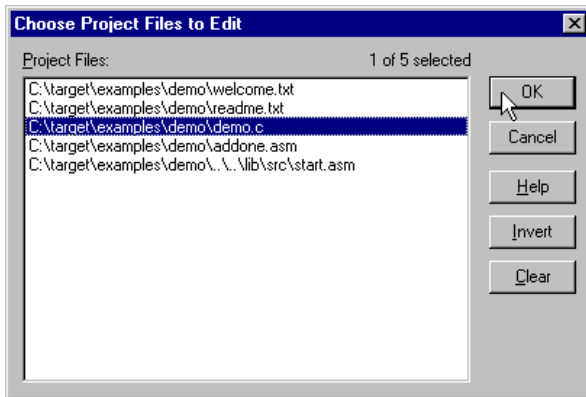 Choose Project Files to Edit
Project Files:
1 of 5 selected
C:\target\examples\demo\welcome.txt
C:\target\examples\demo\readme.txt
C:\target\examples\demo\demo.c
C:\target\examples\demo\addone.asm
C:\target\examples\demo\..\..\lib\src\start.asm
OK
Cancel
Help
Invert
Clear